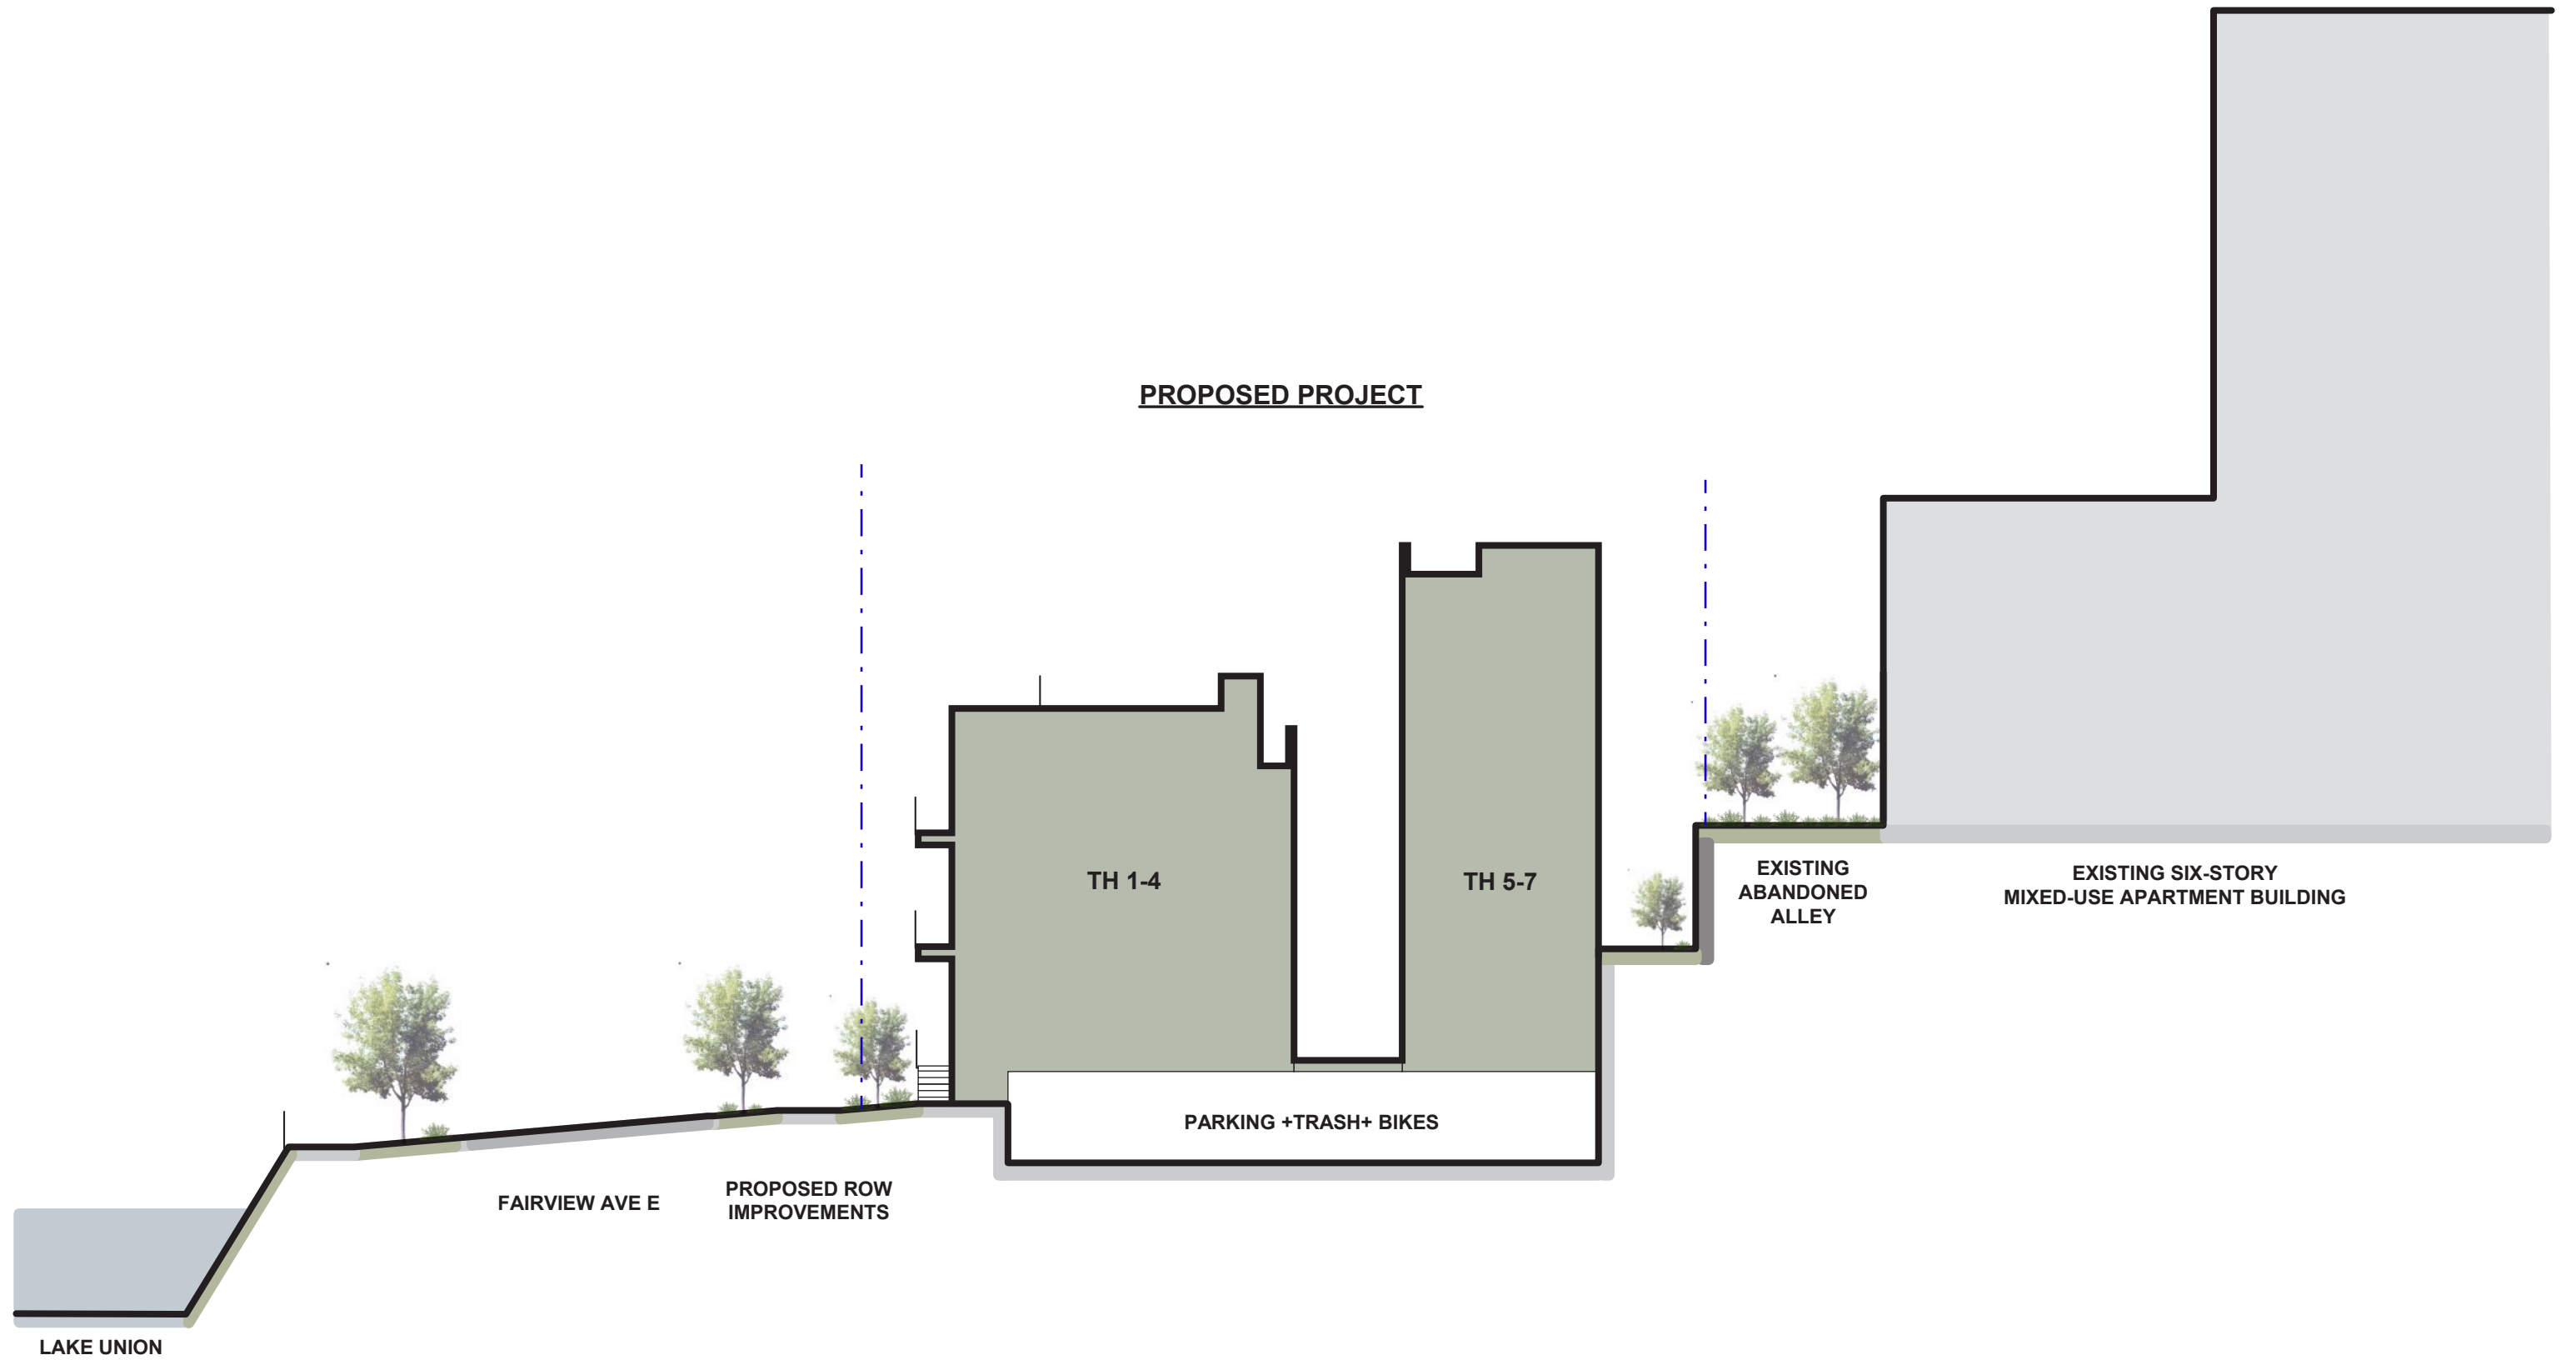 PROPOSED PROJECT
TH 1-4
TH 5-7
EXISTING
ABANDONED
ALLEY
EXISTING SIX-STORY
MIXED-USE APARTMENT BUILDING
PARKING +TRASH+ BIKES
FAIRVIEW AVE E
PROPOSED ROW
IMPROVEMENTS
LAKE UNION